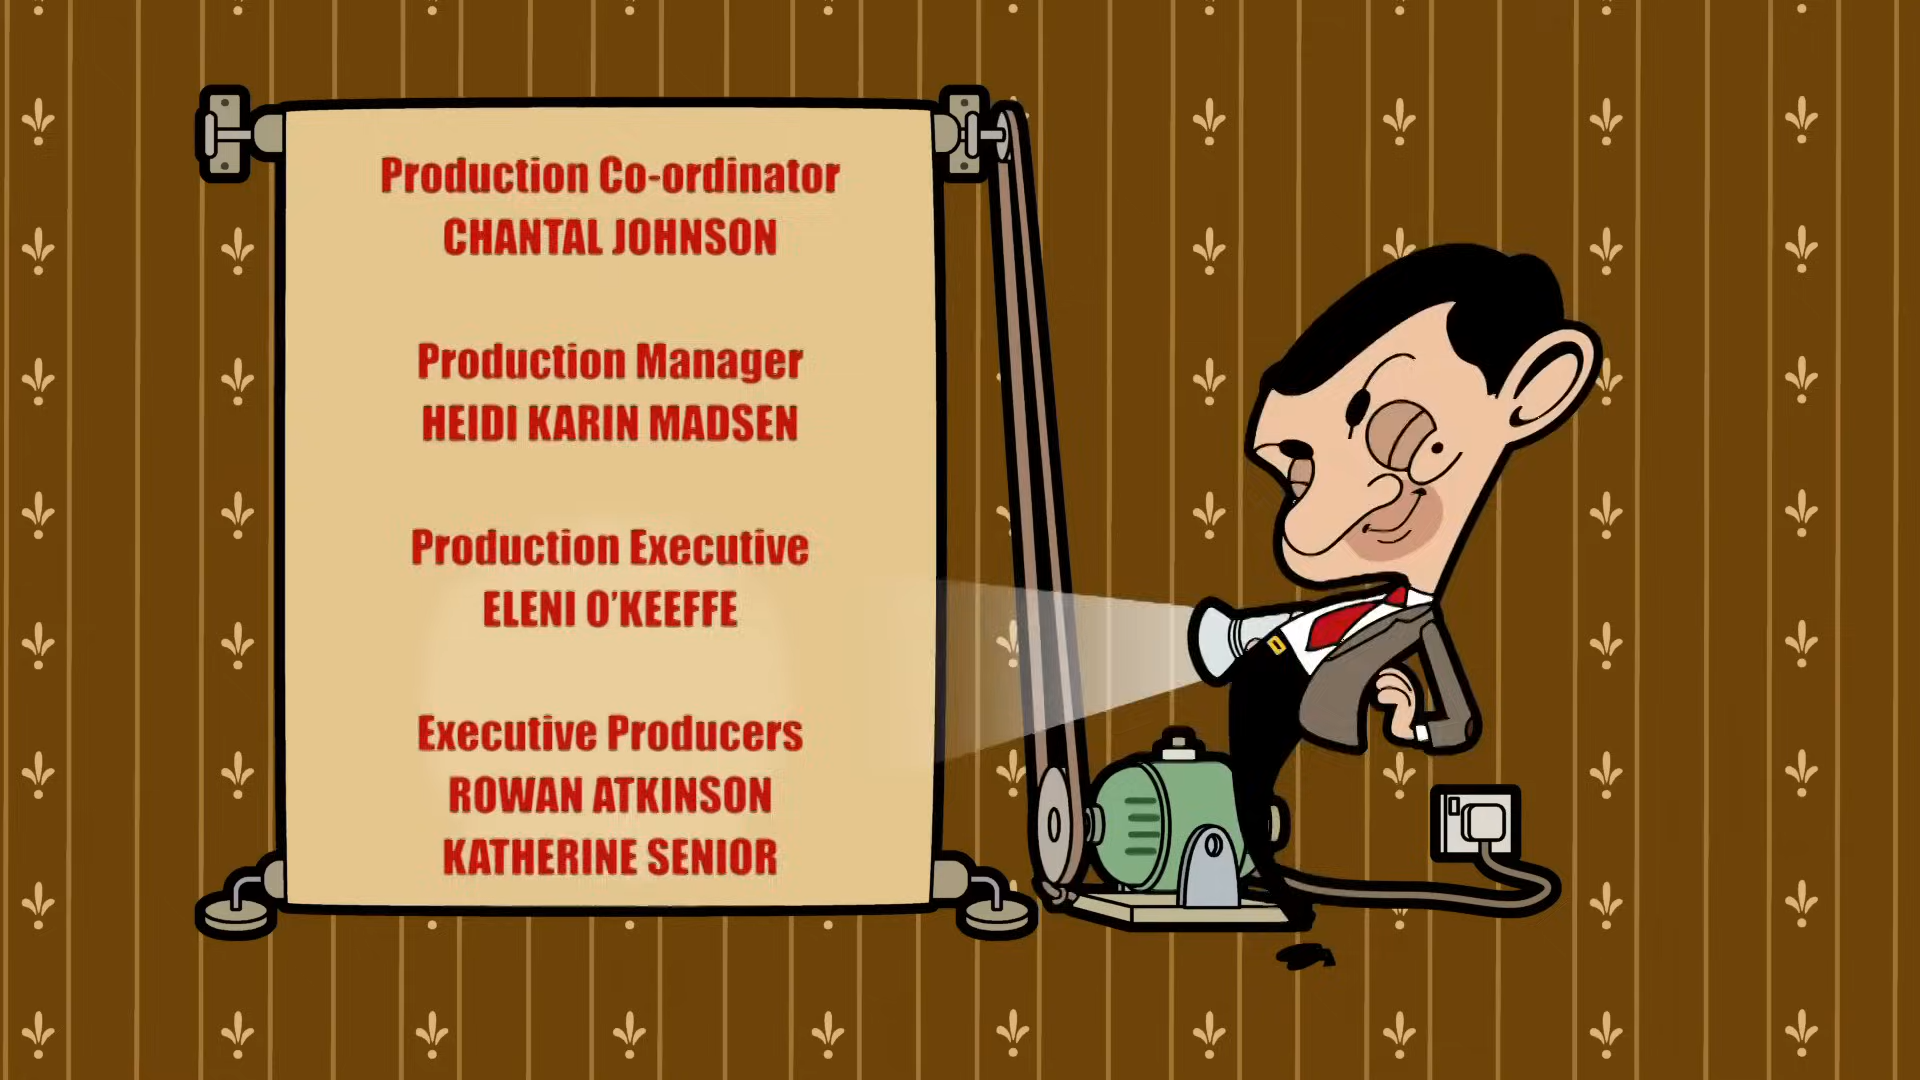 Production Co-ordinator
CHANTAL JOHNSON
Production Manager
HEIDI KARIN MADSEN
Production Executive
ELENI O'KEEFFE
Executive Producers
ROWAN ATKINSON
KATHERINE SENIOR